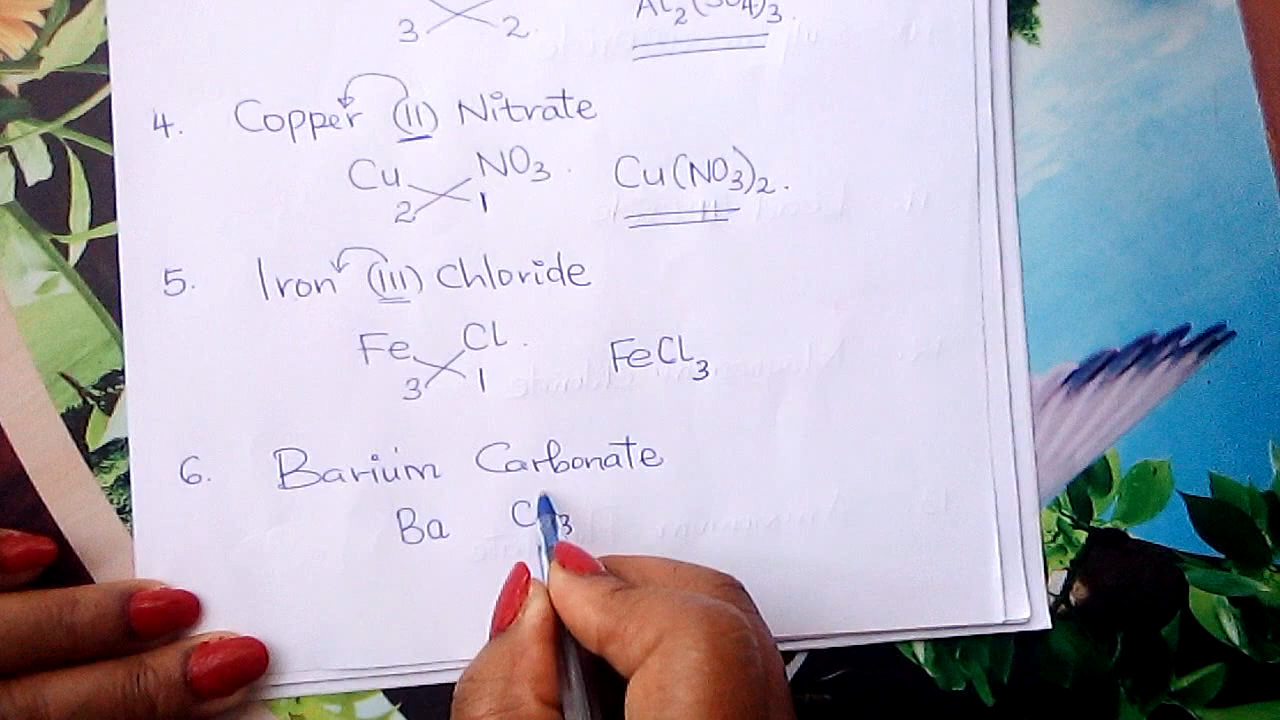 3 2
Al2(SO4)3.
4. Copper (II) Nitrate
Cu NO3 Cu(NO3)2.
2 1
5. Iron (III) Chloride
Fe Cl FeCl3
3 1
6. Barium Carbonate
Ba C 3